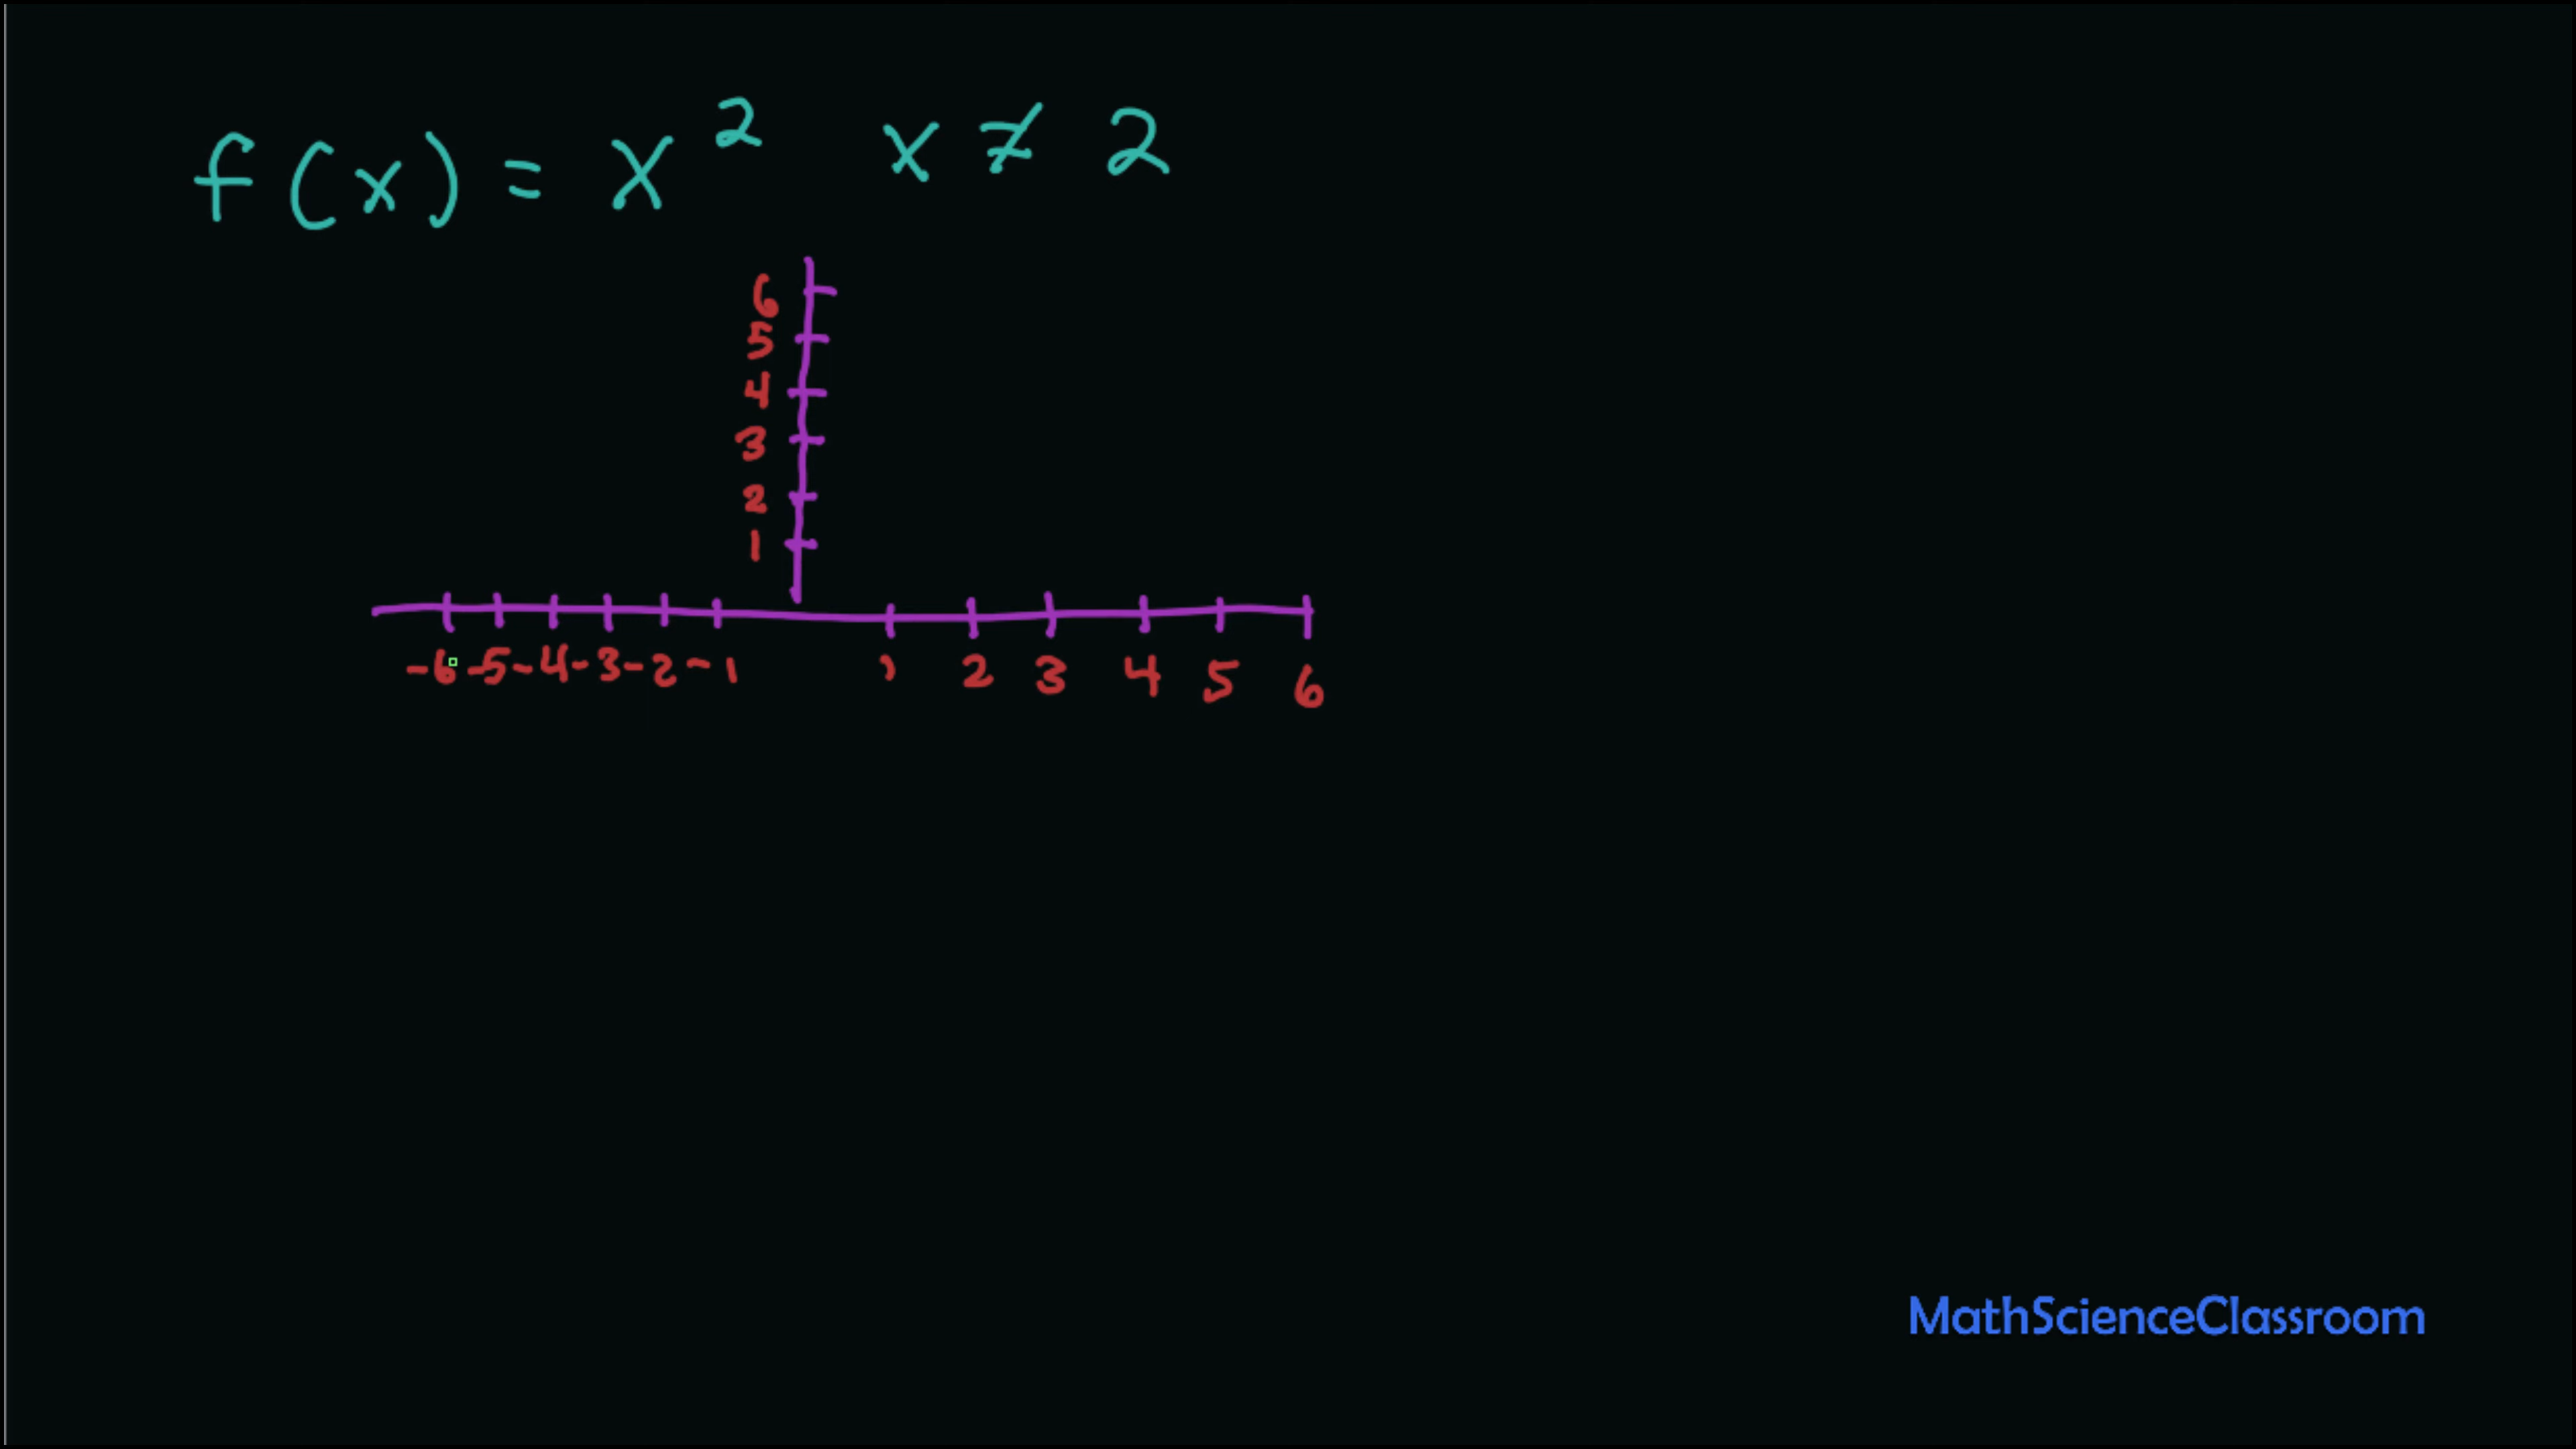 f(x) = x² x ≠ 2
6
5
4
3
2
1
-6 -5 -4 -3 -2 -1 1 2 3 4 5 6
MathScienceClassroom